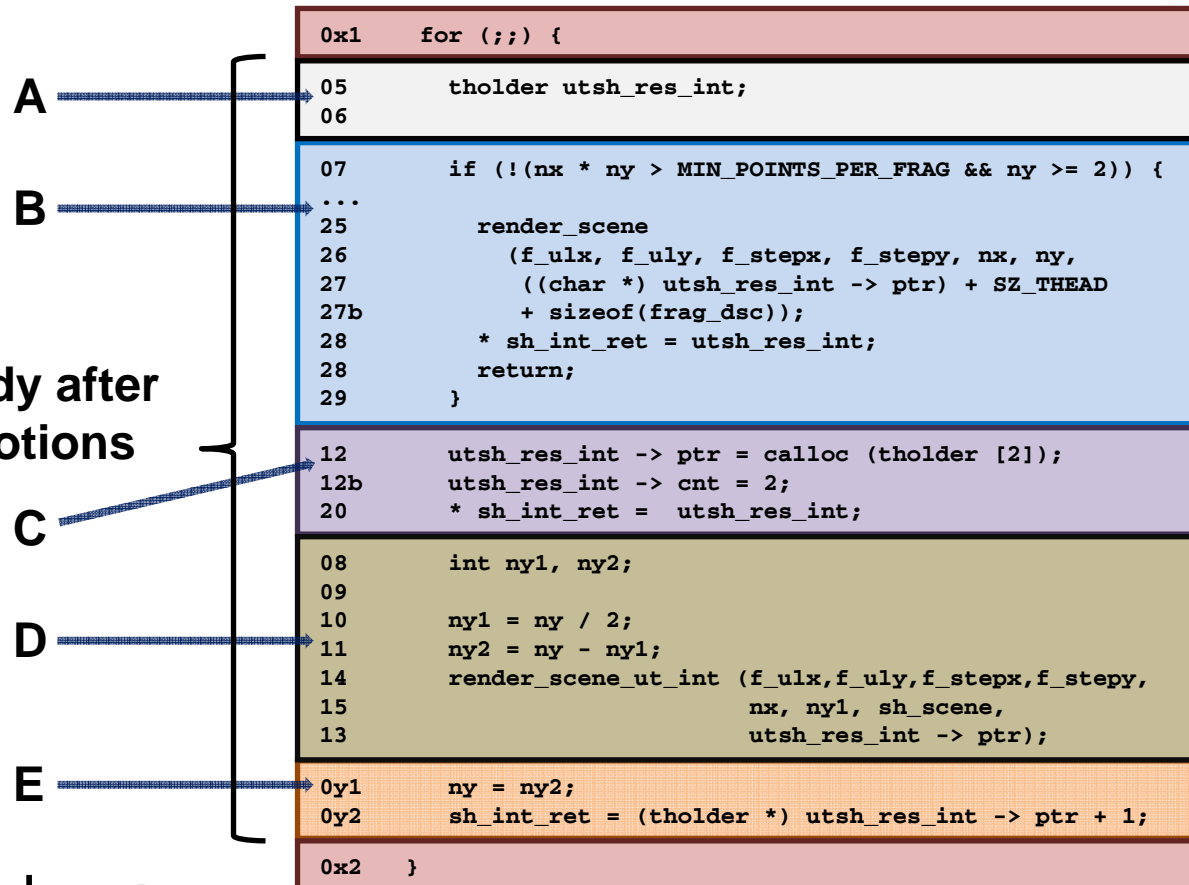 0x1 for (;;) {
A
05 tholder utsh_res_int;
06
B
07 if (!(nx * ny > MIN_POINTS_PER_FRAG && ny >= 2)) {
...
25 render_scene
26 (f_ulx, f_uly, f_stepx, f_stepy, nx, ny,
27 ((char *) utsh_res_int -> ptr) + SZ_THEAD
27b + sizeof(frag_dsc));
28 * sh_int_ret = utsh_res_int;
28 return;
29 }
dy after
otions
C
12 utsh_res_int -> ptr = calloc (tholder [2]);
12b utsh_res_int -> cnt = 2;
20 * sh_int_ret = utsh_res_int;
D
08 int ny1, ny2;
09
10 ny1 = ny / 2;
11 ny2 = ny - ny1;
14 render_scene_ut_int (f_ulx,f_uly,f_stepx,f_stepy,
15 nx, ny1, sh_scene,
13 utsh_res_int -> ptr);
E
0y1 ny = ny2;
0y2 sh_int_ret = (tholder *) utsh_res_int -> ptr + 1;
0x2 }